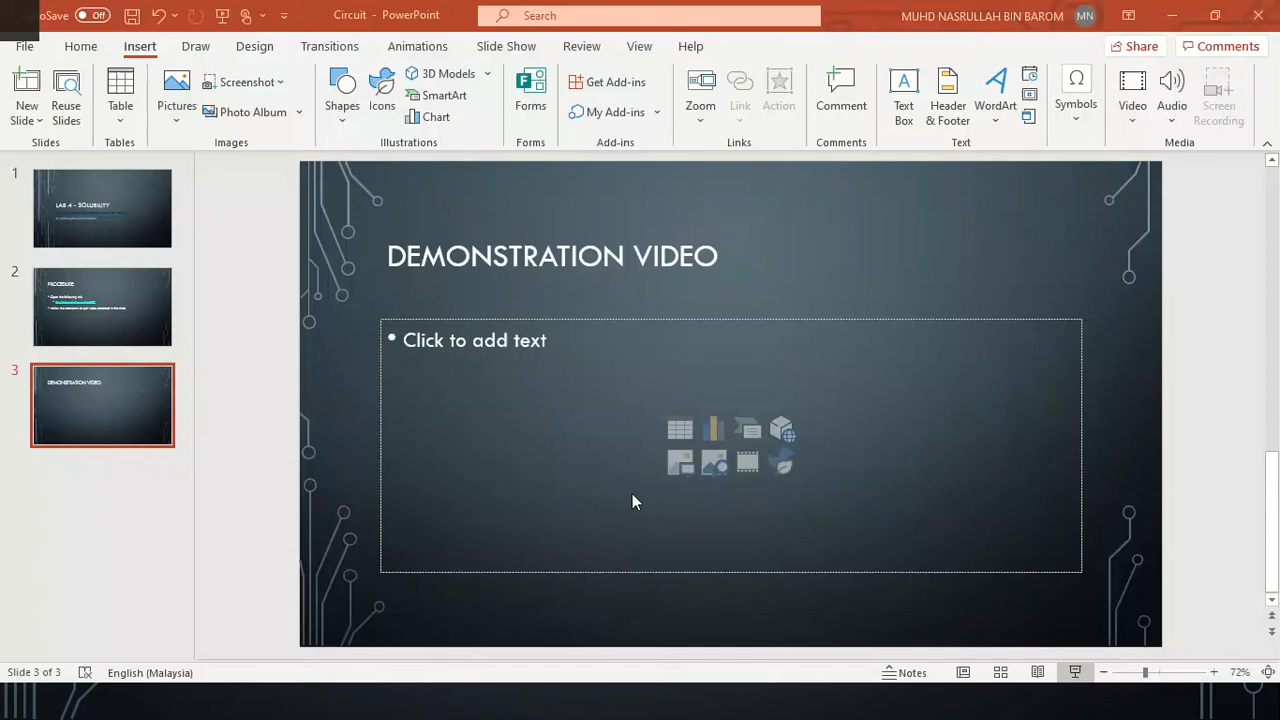 oSave Off Circuit - PowerPoint Search MUHD NASRULLAH BIN BAROM MN
File Home Insert Draw Design Transitions Animations Slide Show Review View Help Share Comments
New Slide Reuse Slides Table Pictures Screenshot Photo Album Shapes Icons 3D Models SmartArt Chart Forms Get Add-ins My Add-ins Zoom Link Action Comment Text Box Header & Footer WordArt Symbols Video Audio Screen Recording
Slides Tables Images Illustrations Forms Add-ins Links Comments Text Media
1
LAB 4 - SOLUBILITY
2
PROCEDURE
3
DEMONSTRATION VIDEO
DEMONSTRATION VIDEO
• Click to add text
Slide 3 of 3 English (Malaysia) Notes 72%